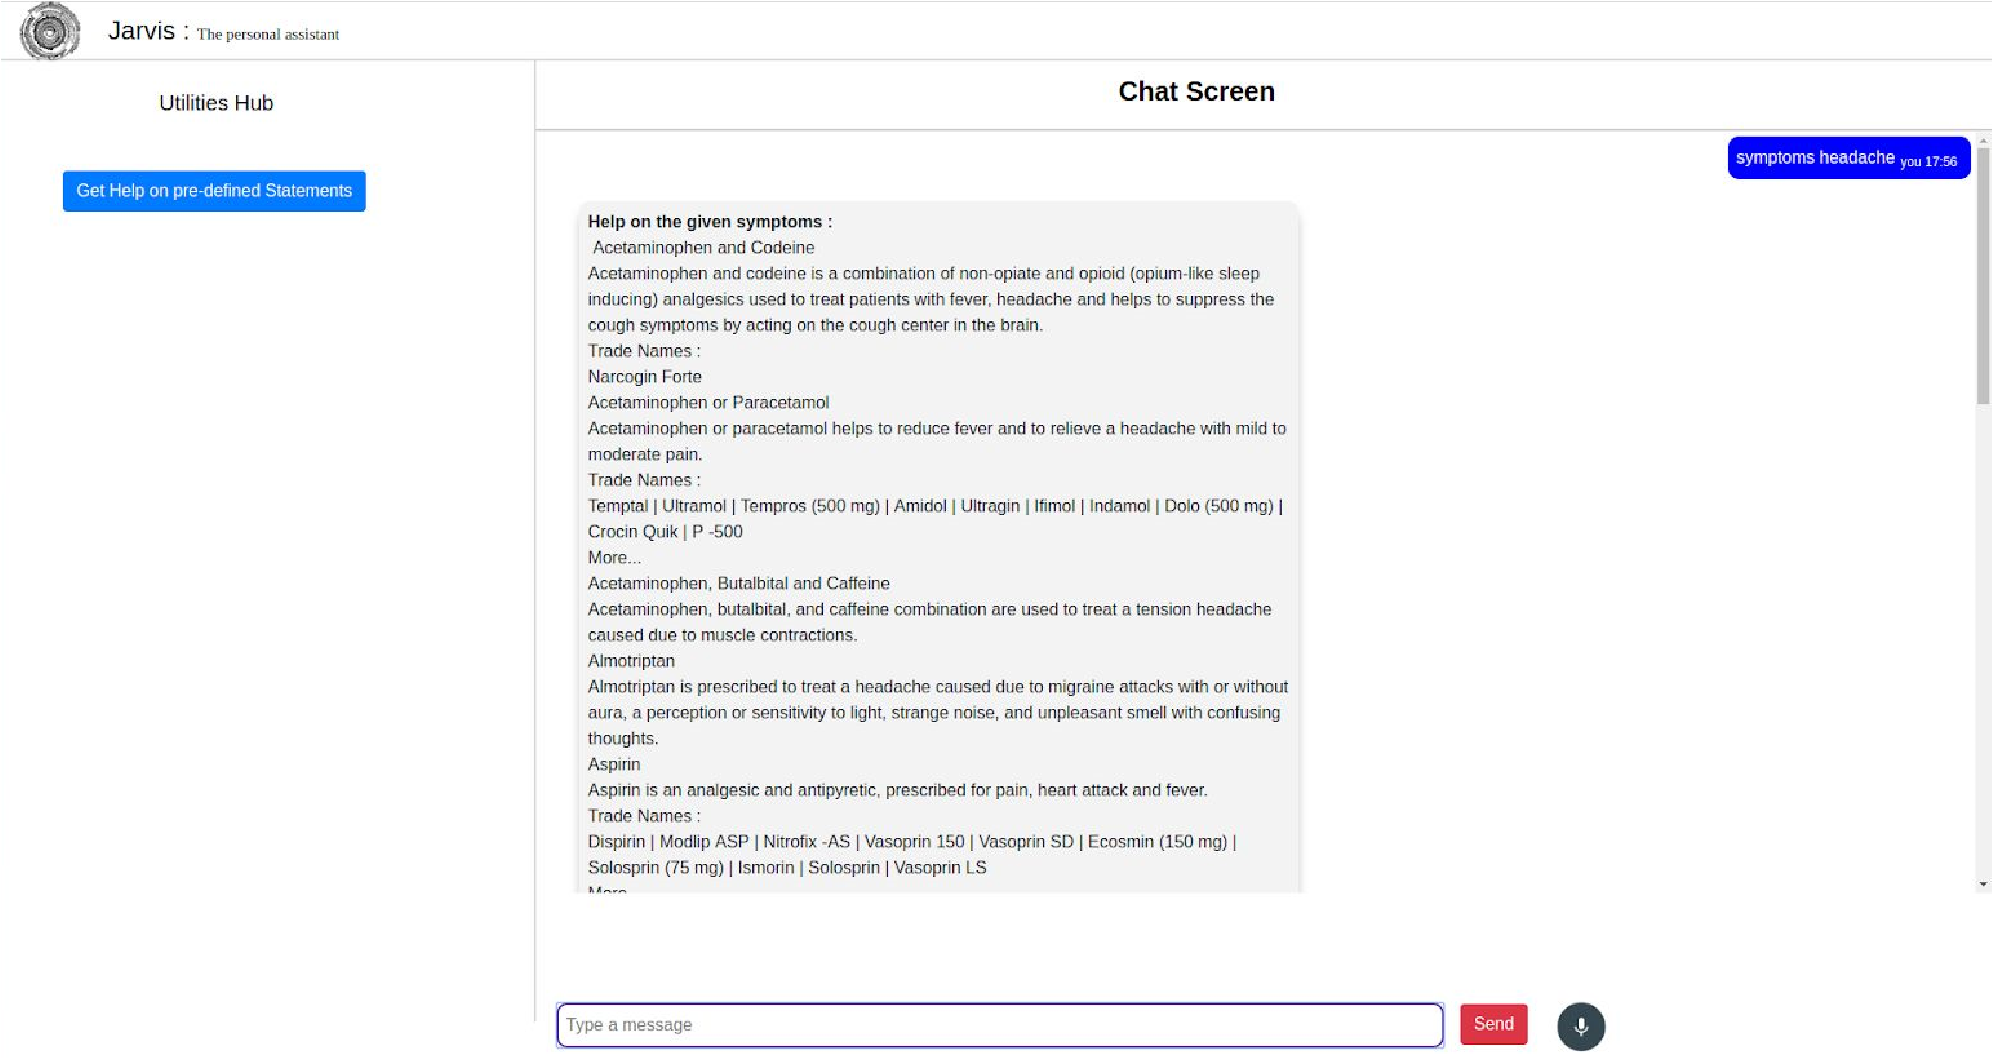 Jarvis : The personal assistant
Utilities Hub
Get Help on pre-defined Statements
Chat Screen
symptoms headache you 17:56
Help on the given symptoms :
Acetaminophen and Codeine
Acetaminophen and codeine is a combination of non-opiate and opioid (opium-like sleep
inducing) analgesics used to treat patients with fever, headache and helps to suppress the
cough symptoms by acting on the cough center in the brain.
Trade Names :
Narcogin Forte
Acetaminophen or Paracetamol
Acetaminophen or paracetamol helps to reduce fever and to relieve a headache with mild to
moderate pain.
Trade Names :
Temptal | Ultramol | Tempros (500 mg) | Amidol | Ultragin | Ifimol | Indamol | Dolo (500 mg) |
Crocin Quik | P -500
More...
Acetaminophen, Butalbital and Caffeine
Acetaminophen, butalbital, and caffeine combination are used to treat a tension headache
caused due to muscle contractions.
Almotriptan
Almotriptan is prescribed to treat a headache caused due to migraine attacks with or without
aura, a perception or sensitivity to light, strange noise, and unpleasant smell with confusing
thoughts.
Aspirin
Aspirin is an analgesic and antipyretic, prescribed for pain, heart attack and fever.
Trade Names :
Dispirin | Modlip ASP | Nitrofix -AS | Vasoprin 150 | Vasoprin SD | Ecosmin (150 mg) |
Solosprin (75 mg) | Ismorin | Solosprin | Vasoprin LS
Type a message
Send